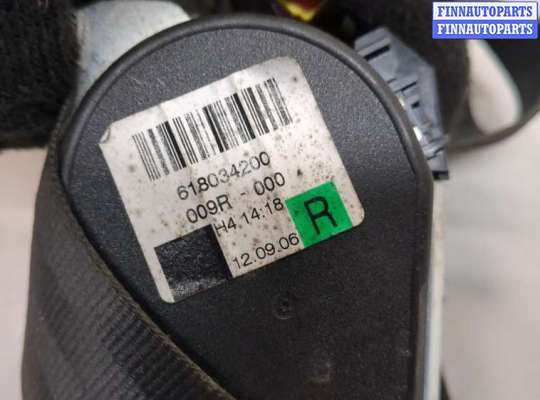 FINNAUTOPARTS
FINNAUTOPARTS
618034200
009R - 000
H4 14:18
R
12.09.06